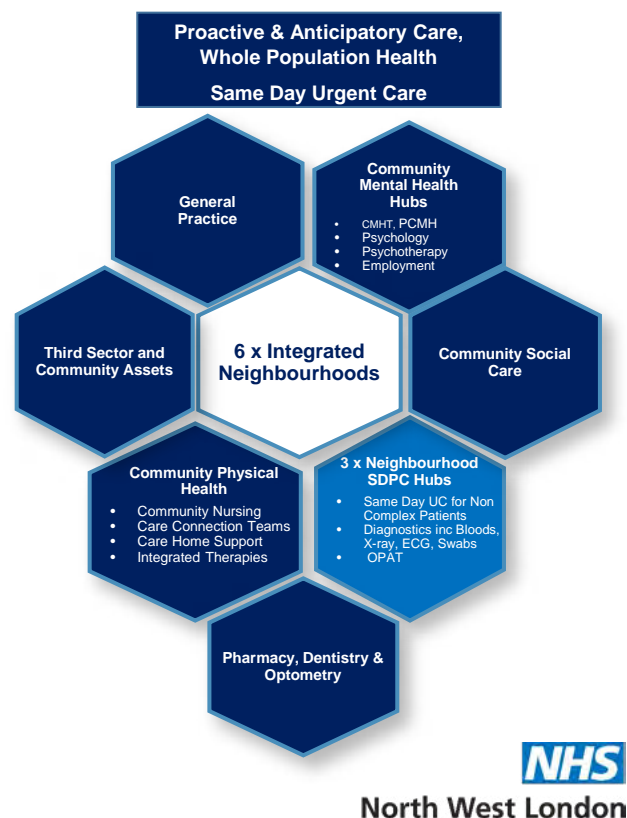 Proactive & Anticipatory Care,
Whole Population Health
Same Day Urgent Care
General
Practice
Community
Mental Health
Hubs
• CMHT, PCMH
• Psychology
• Psychotherapy
• Employment
Third Sector and
Community Assets
6 x Integrated
Neighbourhoods
Community Social
Care
Community Physical
Health
• Community Nursing
• Care Connection Teams
• Care Home Support
• Integrated Therapies
3 x Neighbourhood
SDPC Hubs
• Same Day UC for Non
Complex Patients
• Diagnostics inc Bloods,
X-ray, ECG, Swabs
• OPAT
Pharmacy, Dentistry &
Optometry
NHS
North West London